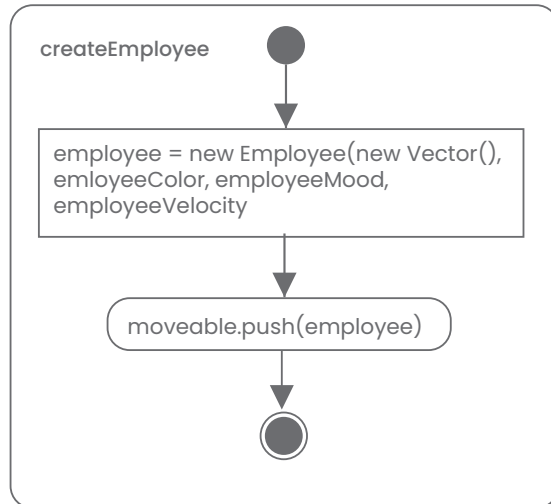 createEmployee
employee = new Employee(new Vector(),
emloyeeColor, employeeMood,
employeeVelocity
moveable.push(employee)